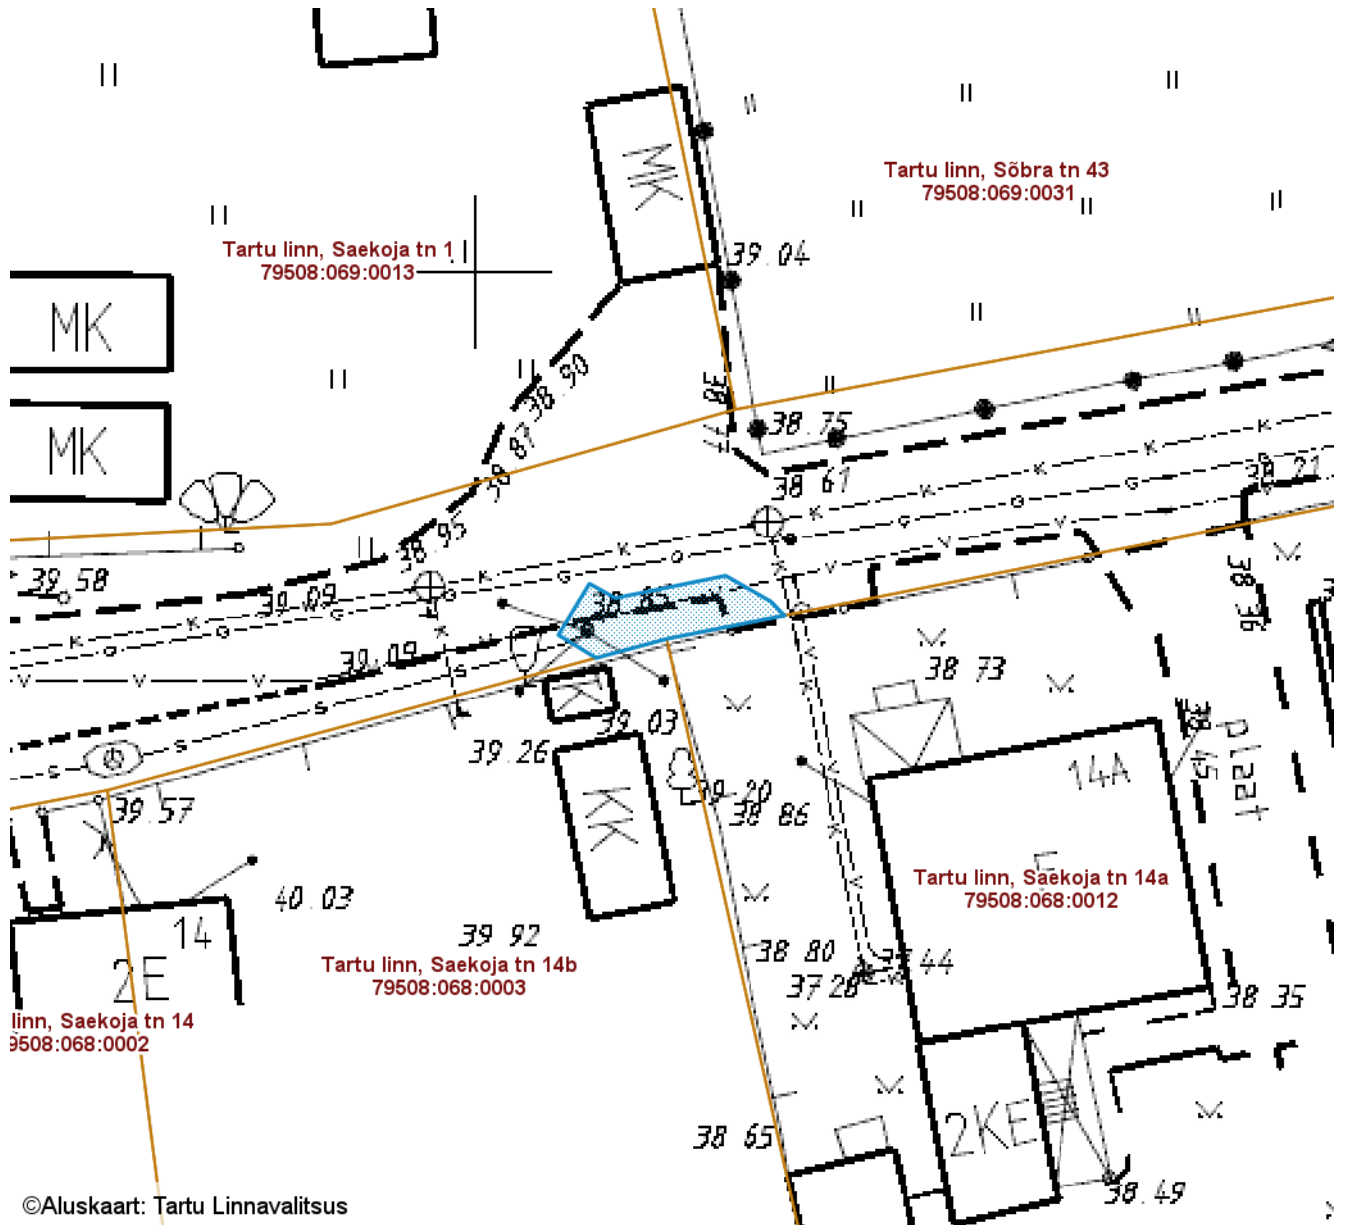 MK
39.04
Tartu linn, Sõbra tn 43
79508:069:0031
Tartu linn, Saekoja tn 1
79508:069:0013
MK
MK
38.90
38.75
38 61
38.95
39.58
39.09
39.09
38.85
K
K
K
K
K
K
G
G
G
G
V
V
V
V
V
V
S
S
S
38 36
38 73
39.03
39.26
KK
39.57
38 86
14A
plaat
Tartu linn, Saekoja tn 14a
79508:068:0012
40.03
14
2E
39 92
Tartu linn, Saekoja tn 14b
79508:068:0003
38 80
37 28
38 35
linn, Saekoja tn 14
9508:068:0002
38 65
2KE
38.49
©Aluskaart: Tartu Linnavalitsus